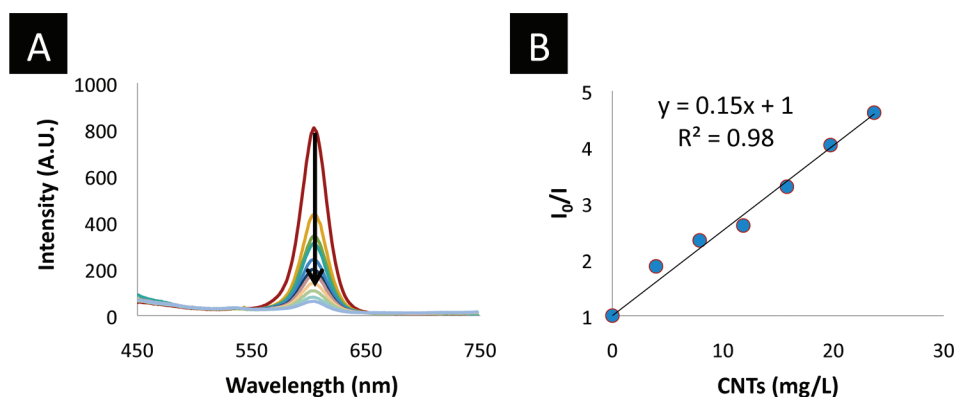 A
Intensity (A.U.)
1000
800
600
400
200
0
450 550 650 750
Wavelength (nm)
B
I₀/I
y = 0.15x + 1
R² = 0.98
5
4
3
2
1
0 10 20 30
CNTs (mg/L)